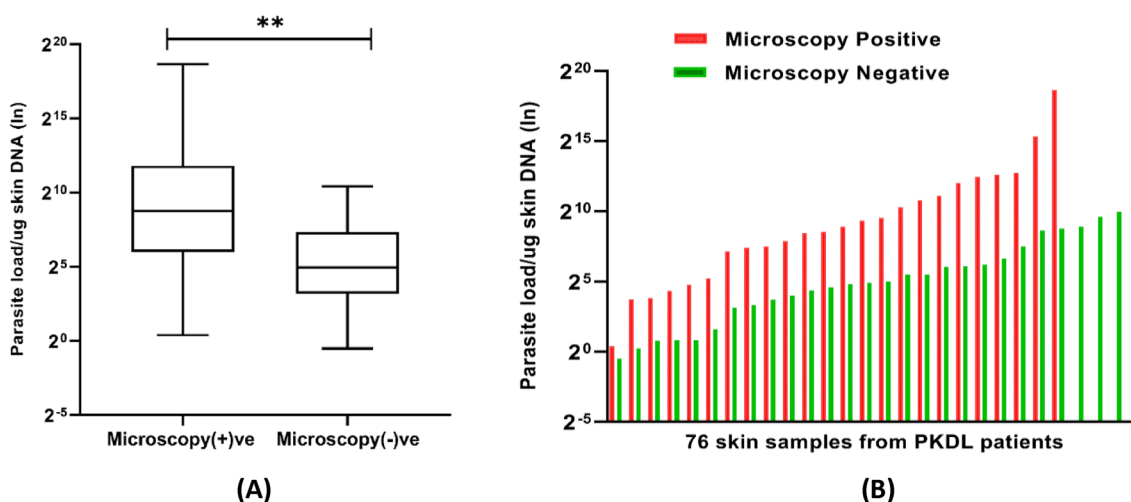 **
2^20
2^15
2^10
2^5
2^0
2^-5
Parasite load/ug skin DNA (ln)
Microscopy(+)ve
Microscopy(-)ve
(A)
Microscopy Positive
Microscopy Negative
2^20
2^15
2^10
2^5
2^0
2^-5
Parasite load/ug skin DNA (ln)
76 skin samples from PKDL patients
(B)